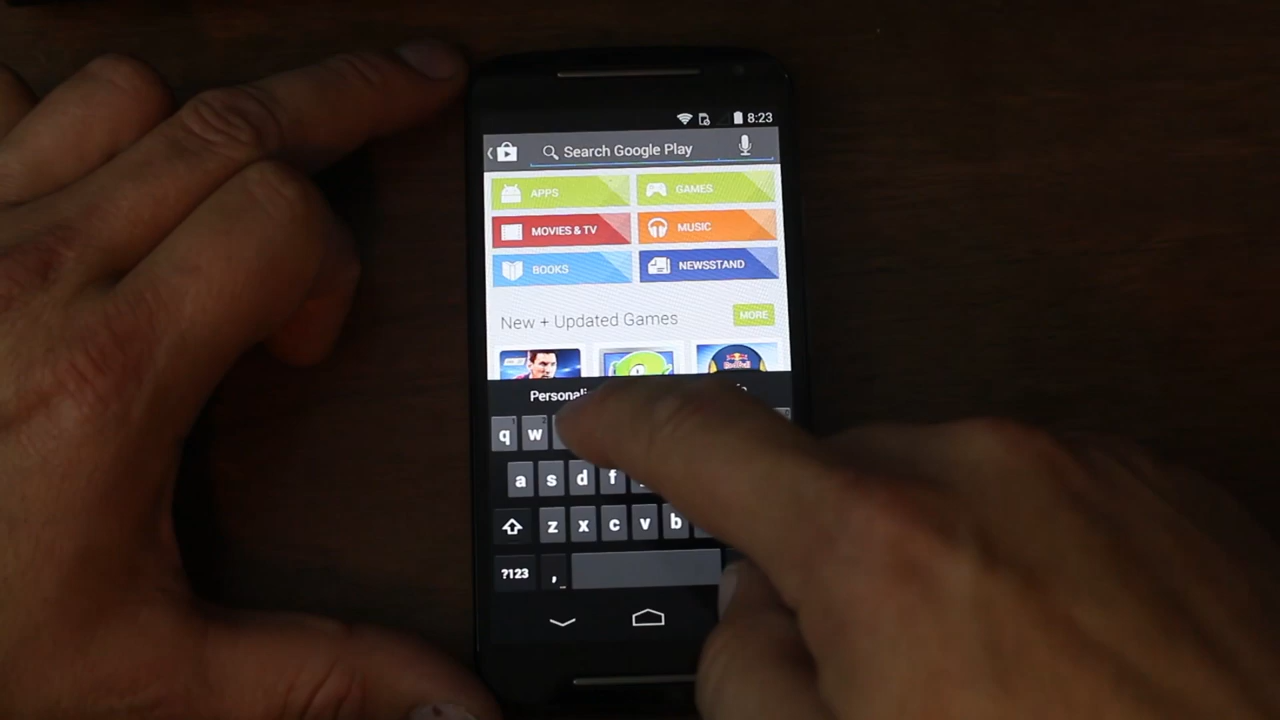 8:23
Search Google Play
APPS GAMES
MOVIES & TV MUSIC
BOOKS NEWSSTAND
New + Updated Games MORE
q w
a s d f
z x c v b
?123 ,